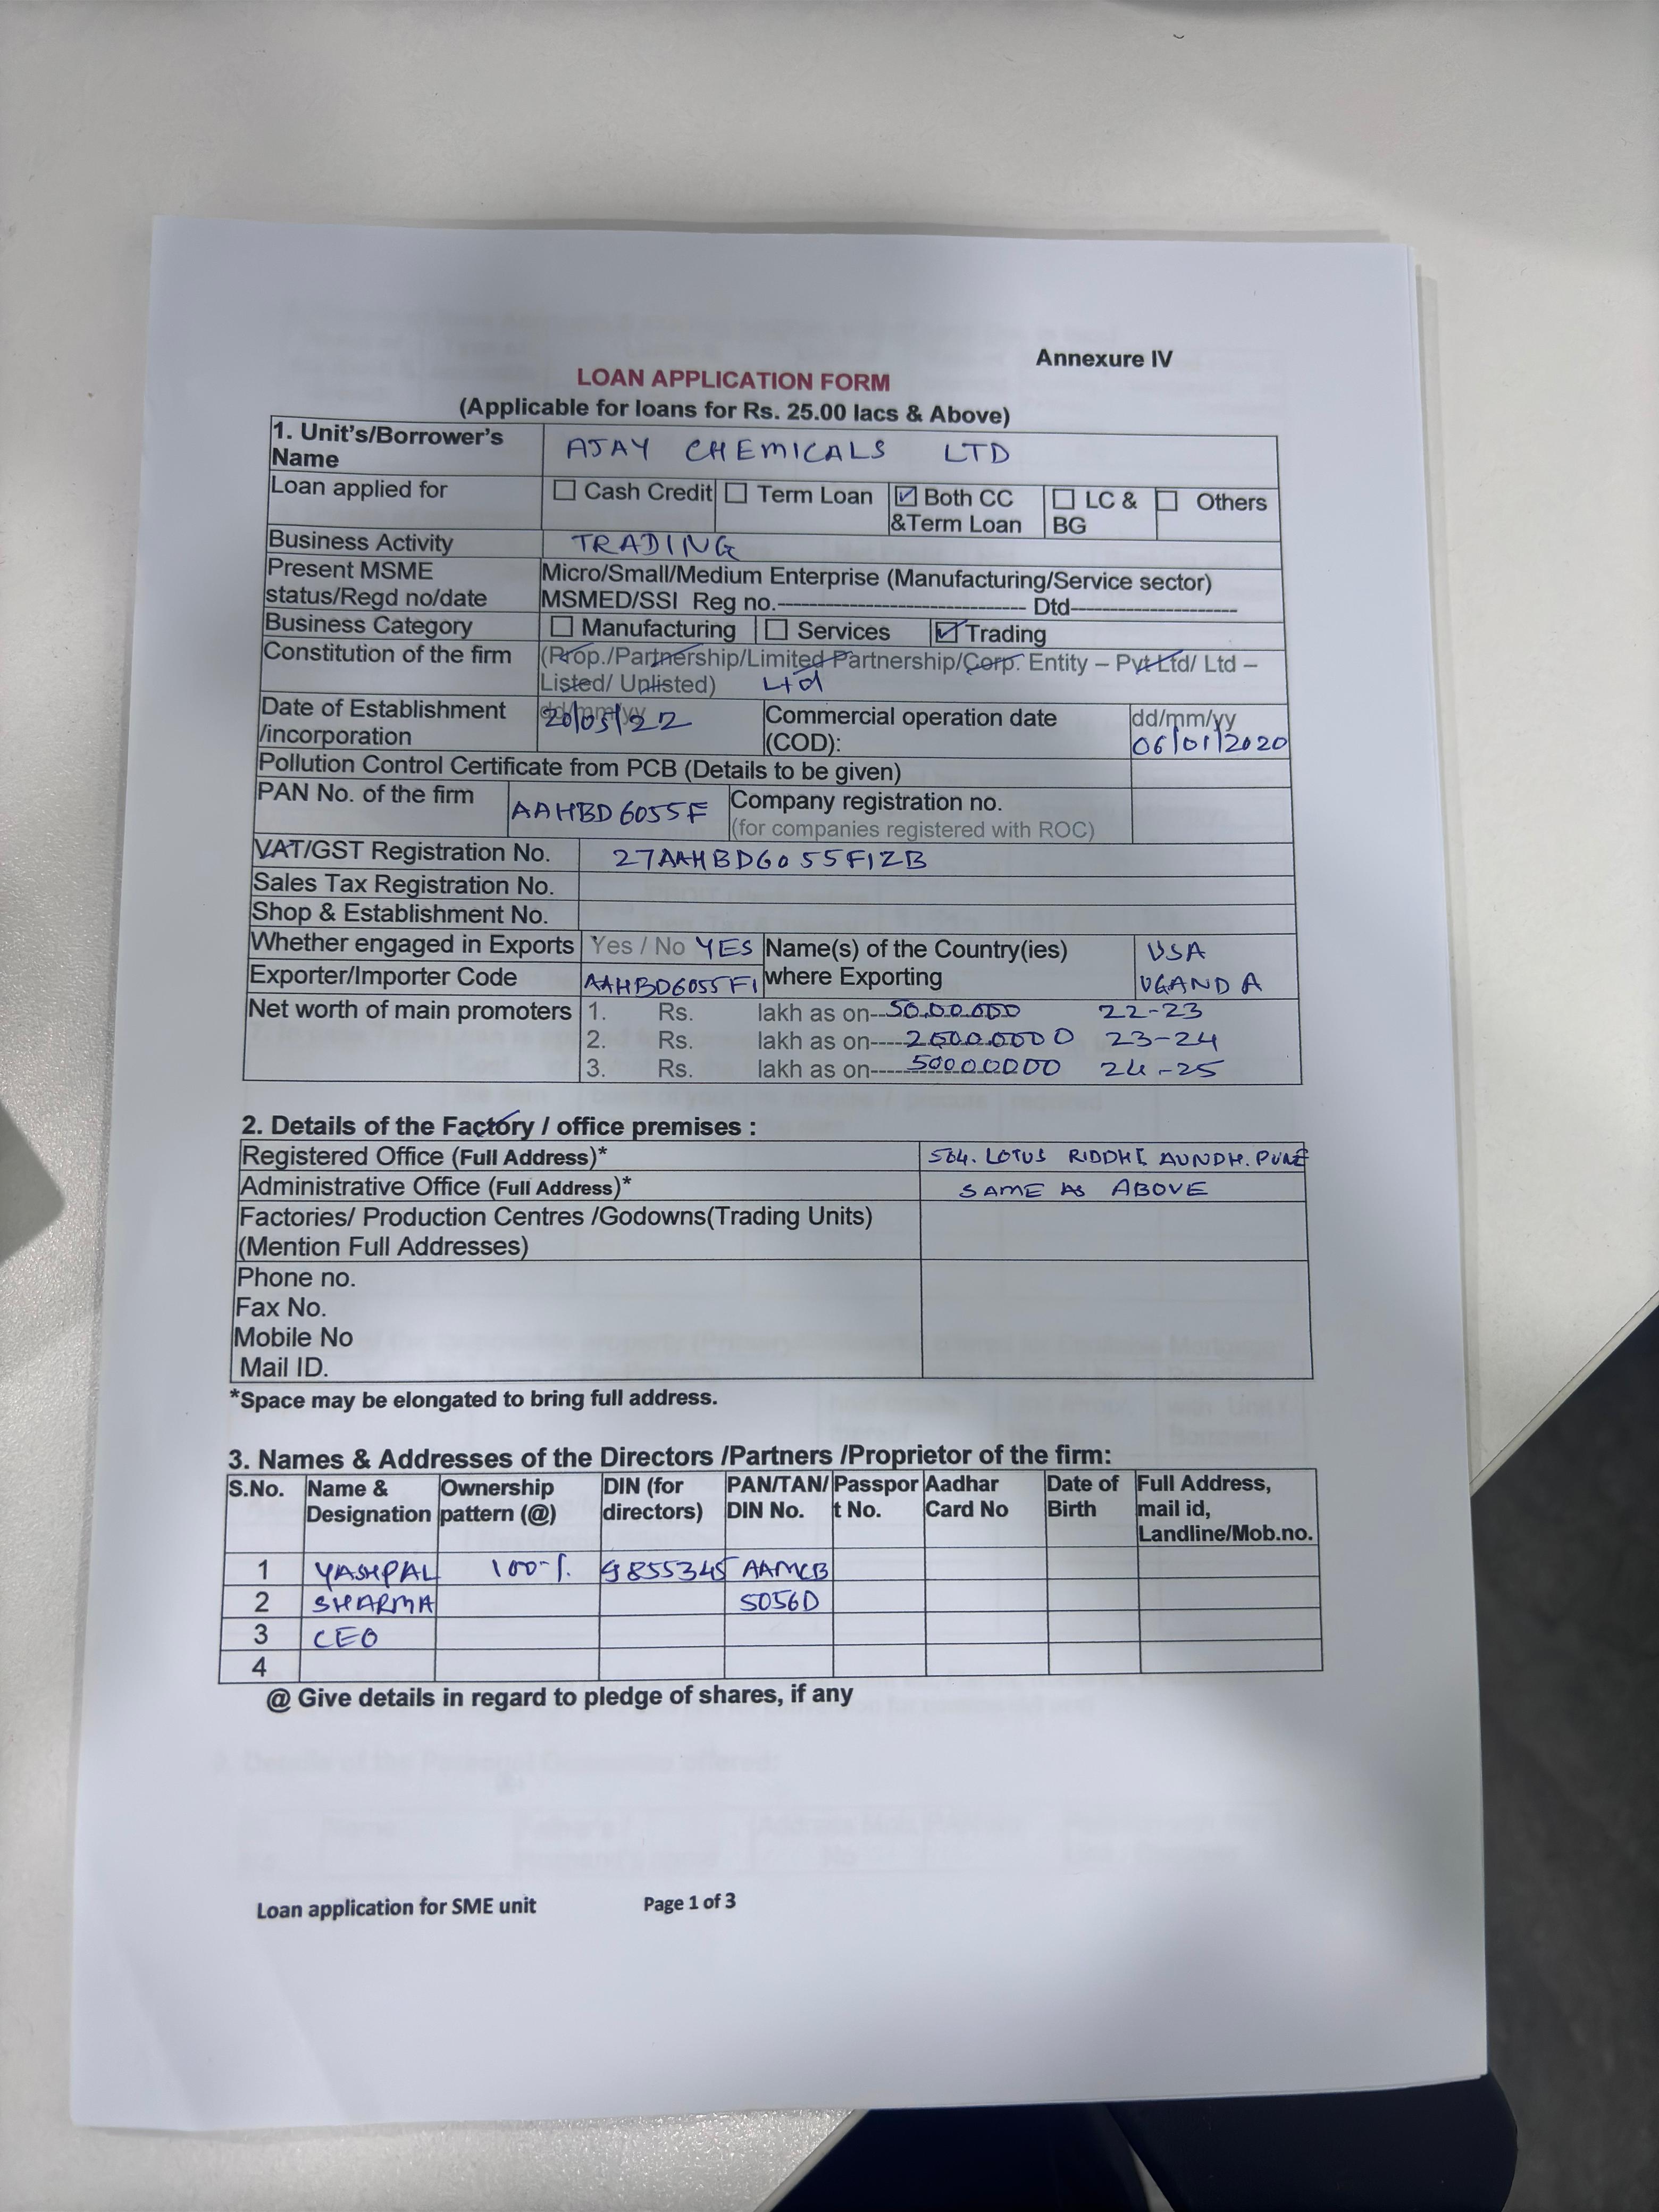 Annexure IV
LOAN APPLICATION FORM
(Applicable for loans for Rs. 25.00 lacs & Above)
1. Unit's/Borrower's Name AJAY CHEMICALS LTD
Loan applied for ☐ Cash Credit ☐ Term Loan ☑ Both CC &Term Loan ☐ LC & BG ☐ Others
Business Activity TRADING
Present MSME status/Regd no/date Micro/Small/Medium Enterprise (Manufacturing/Service sector)
MSMED/SSI Reg no.-------------------------------- Dtd----------------------
Business Category ☐ Manufacturing ☐ Services ☑ Trading
Constitution of the firm (Prop./Partnership/Limited Partnership/Corp. Entity – Pvt Ltd/ Ltd –
Listed/ Unlisted) Ltd
Date of Establishment /incorporation dd/mm/yy 20/05/22 Commercial operation date (COD): dd/mm/yy 06/01/2020
Pollution Control Certificate from PCB (Details to be given)
PAN No. of the firm AAHBD6055F Company registration no. (for companies registered with ROC)
VAT/GST Registration No. 27AAHBD6055F1ZB
Sales Tax Registration No.
Shop & Establishment No.
Whether engaged in Exports Yes / No YES Name(s) of the Country(ies) where Exporting USA
Exporter/Importer Code AAHBD6055F1 UGANDA
Net worth of main promoters 1. Rs. lakh as on--5000000 22-23
2. Rs. lakh as on---- 23-24
3. Rs. lakh as on----50000000 24-25
2. Details of the Factory / office premises :
Registered Office (Full Address)* 504. LOTUS RIDDHI AUNDH. PUNE
Administrative Office (Full Address)* SAME AS ABOVE
Factories/ Production Centres /Godowns(Trading Units)
(Mention Full Addresses)
Phone no.
Fax No.
Mobile No
Mail ID.
*Space may be elongated to bring full address.
3. Names & Addresses of the Directors /Partners /Proprietor of the firm:
S.No. Name & Designation Ownership pattern (@) DIN (for directors) PAN/TAN/ DIN No. Passport No. Aadhar Card No Date of Birth Full Address, mail id, Landline/Mob.no.
1 YASHPAL 100% 9855345 AAMCB
2 SHARMA 5056D
3 CEO
4
@ Give details in regard to pledge of shares, if any
Loan application for SME unit Page 1 of 3